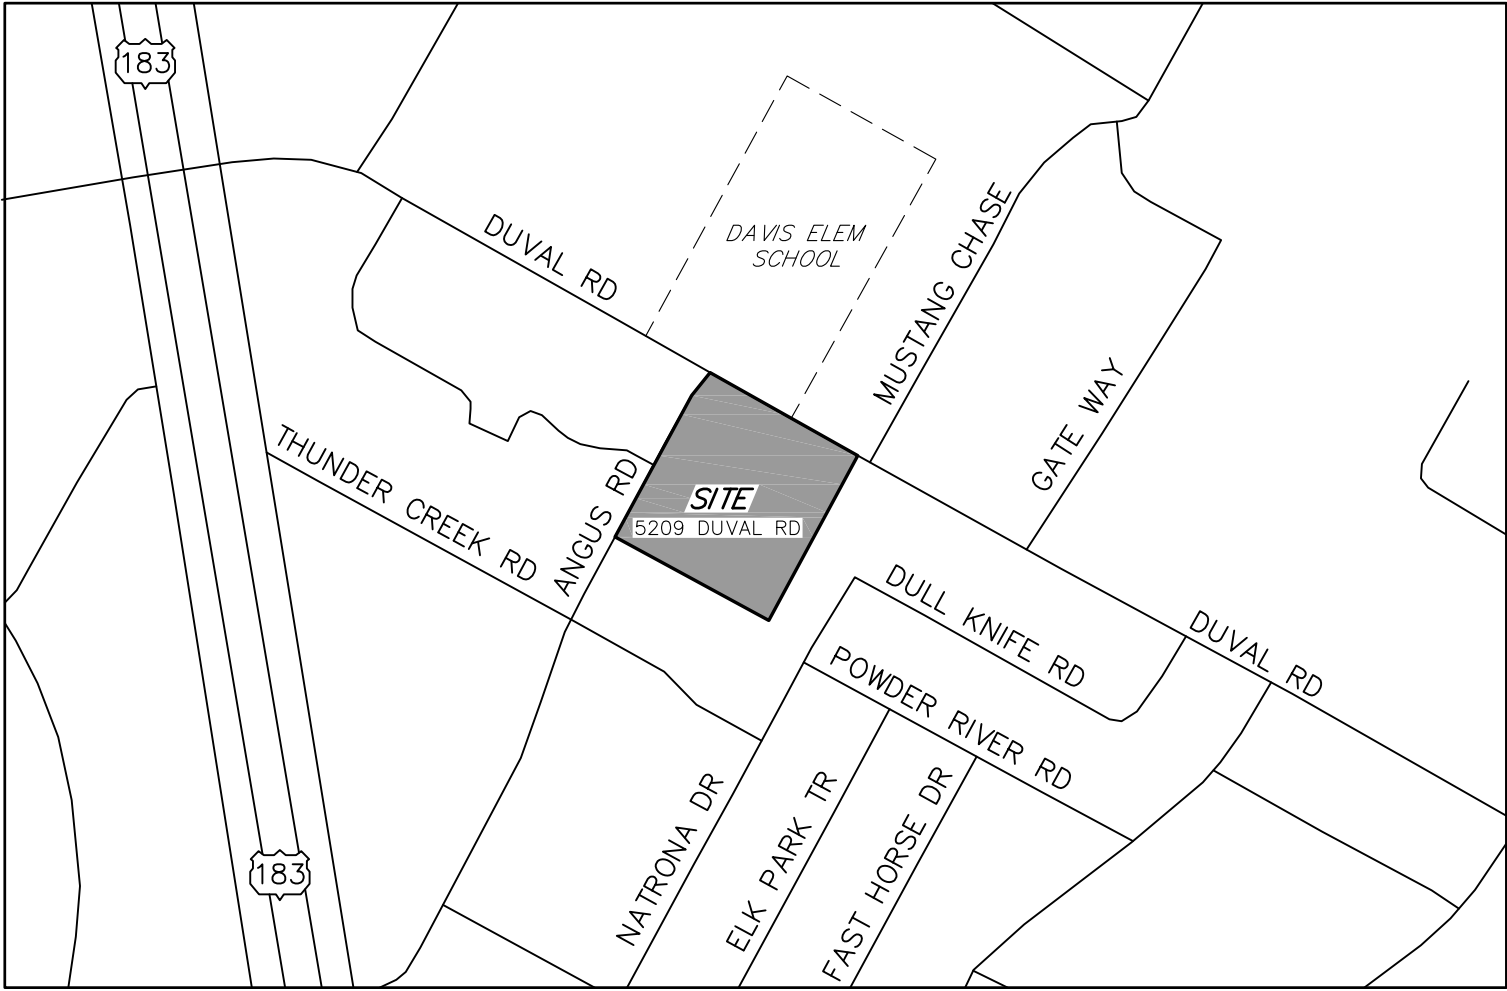 183
DUVAL RD
DAVIS ELEM
SCHOOL
MUSTANG CHASE
GATE WAY
THUNDER CREEK RD
ANGUS RD
SITE
5209 DUVAL RD
DULL KNIFE RD
DUVAL RD
POWDER RIVER RD
NATRONA DR
ELK PARK TR
FAST HORSE DR
183